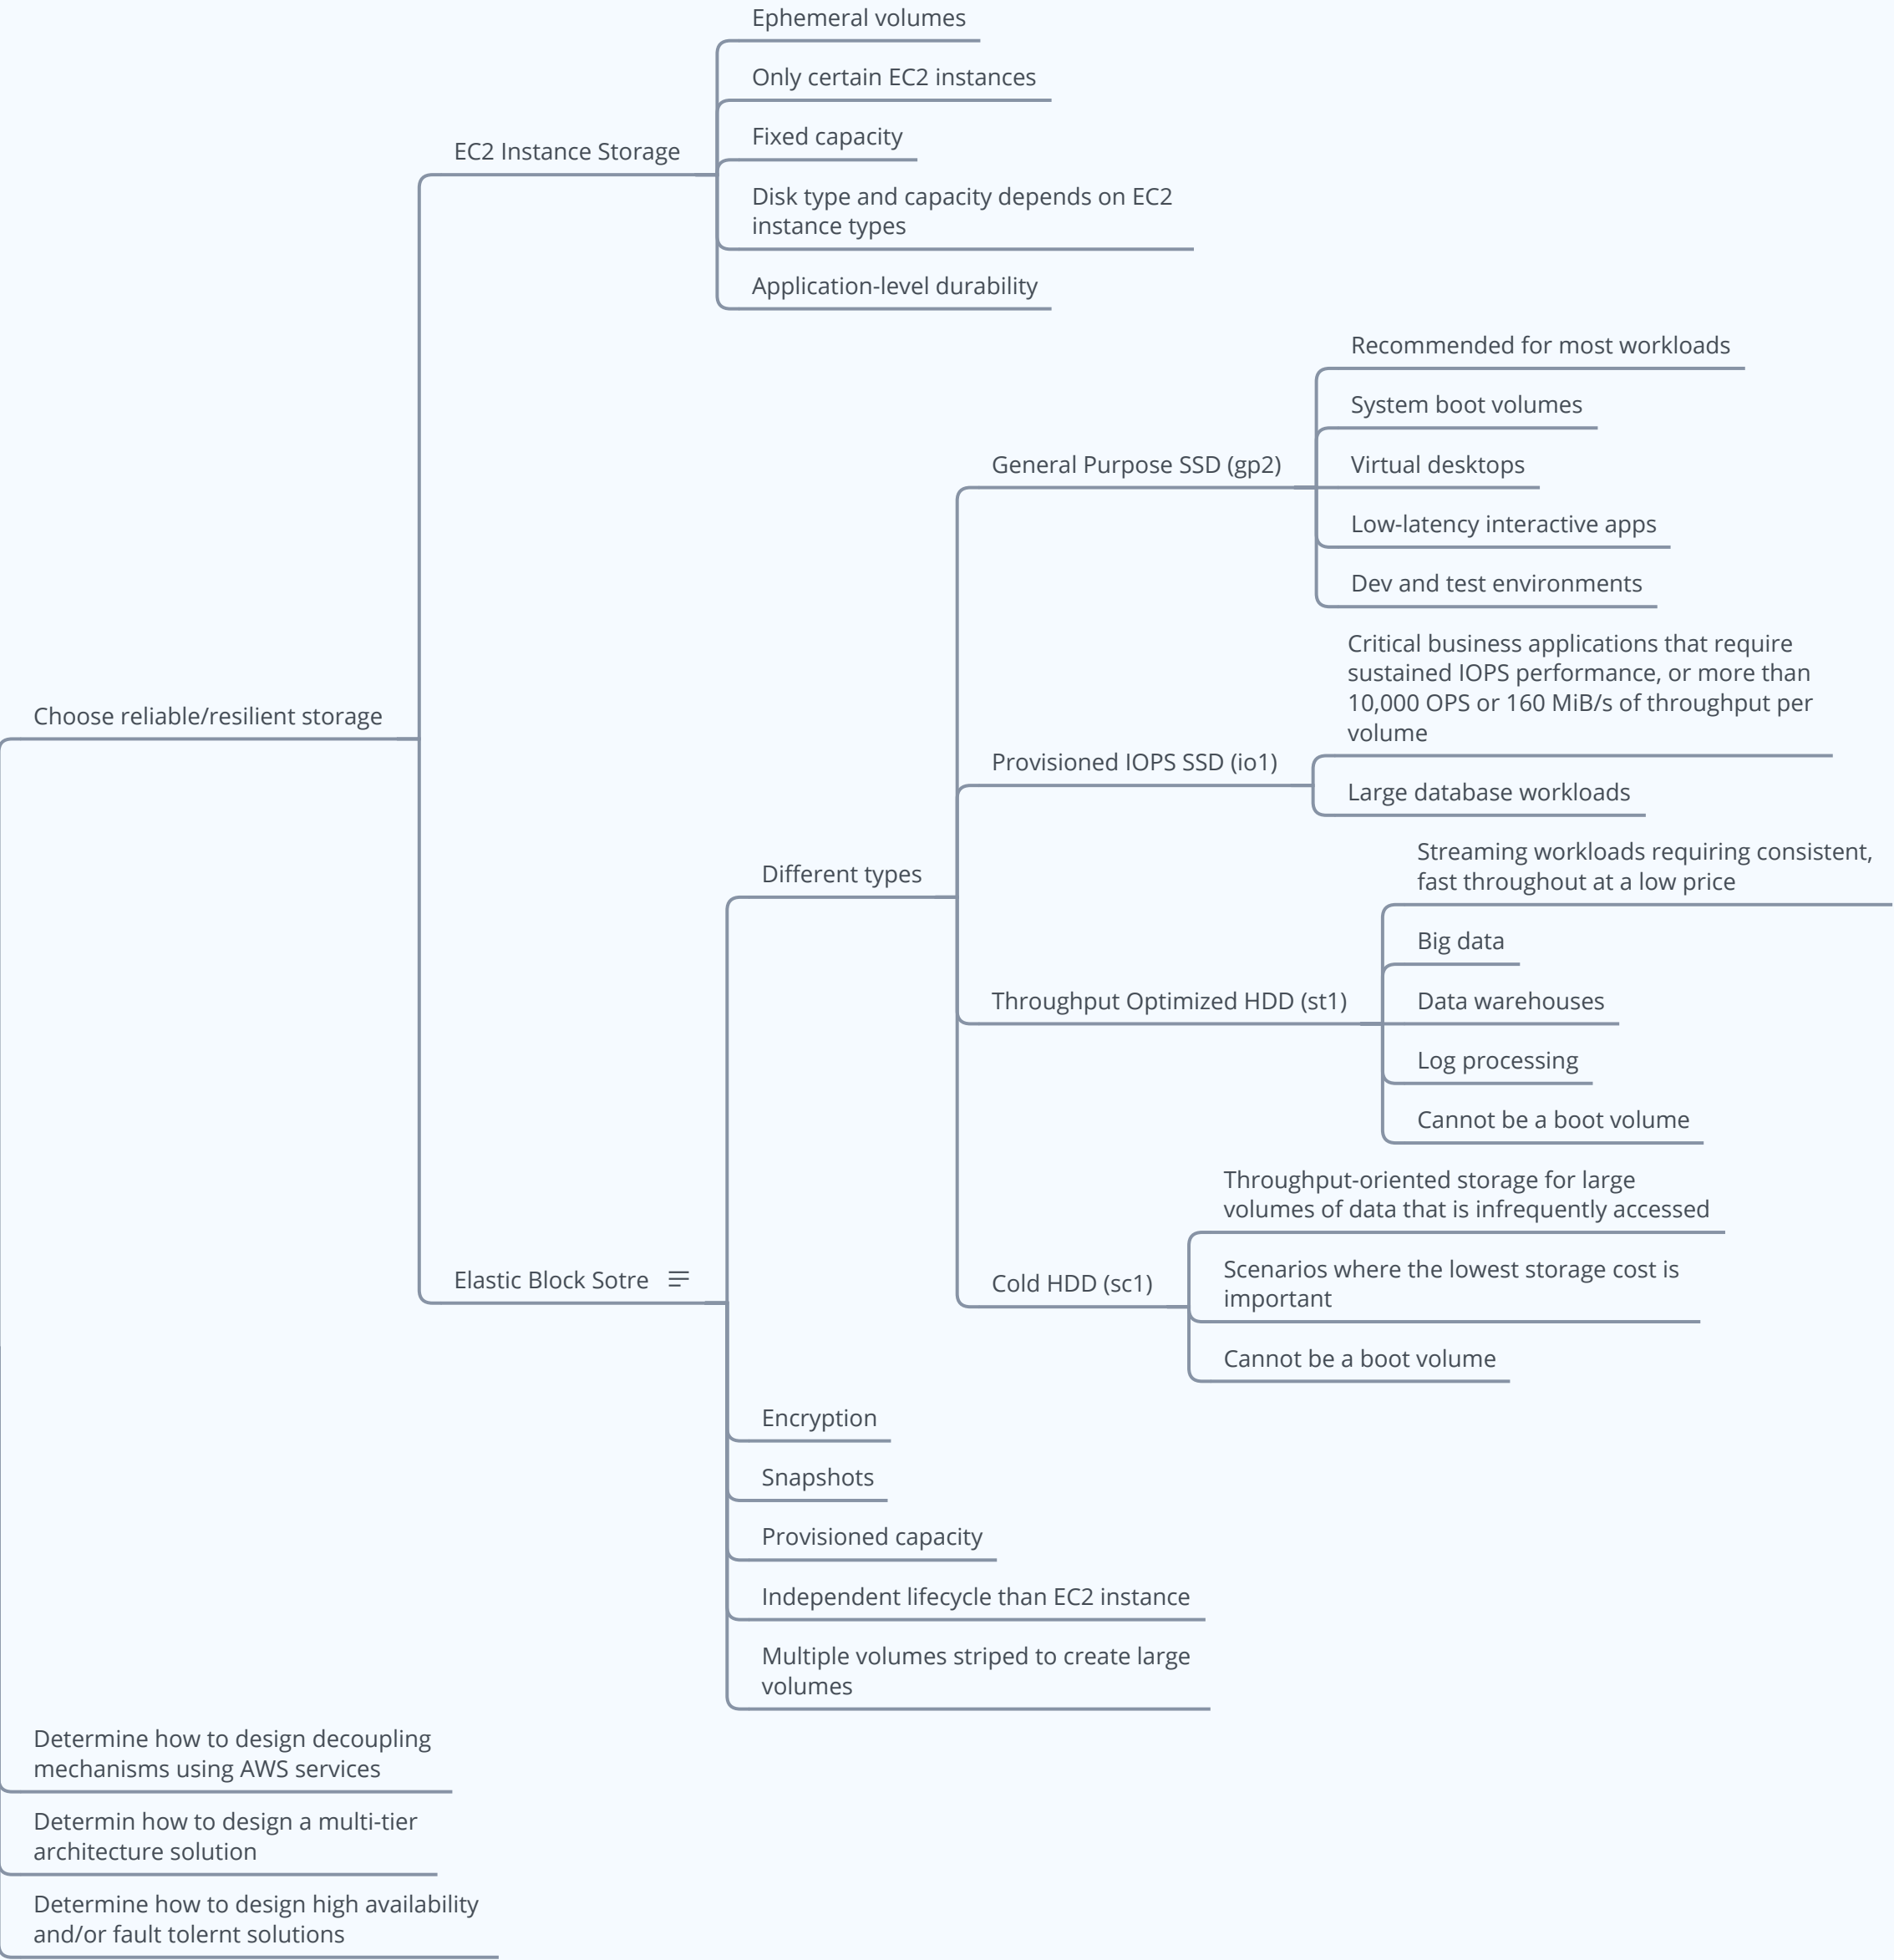 Ephemeral volumes
Only certain EC2 instances
Fixed capacity
EC2 Instance Storage
Disk type and capacity depends on EC2
instance types
Application-level durability
Recommended for most workloads
System boot volumes
General Purpose SSD (gp2)
Virtual desktops
Low-latency interactive apps
Dev and test environments
Critical business applications that require
sustained IOPS performance, or more than
10,000 OPS or 160 MiB/s of throughput per
volume
Choose reliable/resilient storage
Provisioned IOPS SSD (io1)
Large database workloads
Streaming workloads requiring consistent,
fast throughout at a low price
Different types
Big data
Throughput Optimized HDD (st1)
Data warehouses
Log processing
Cannot be a boot volume
Throughput-oriented storage for large
volumes of data that is infrequently accessed
Elastic Block Sotre
Cold HDD (sc1)
Scenarios where the lowest storage cost is
important
Cannot be a boot volume
Encryption
Snapshots
Provisioned capacity
Independent lifecycle than EC2 instance
Multiple volumes striped to create large
volumes
Determine how to design decoupling
mechanisms using AWS services
Determin how to design a multi-tier
architecture solution
Determine how to design high availability
and/or fault tolernt solutions